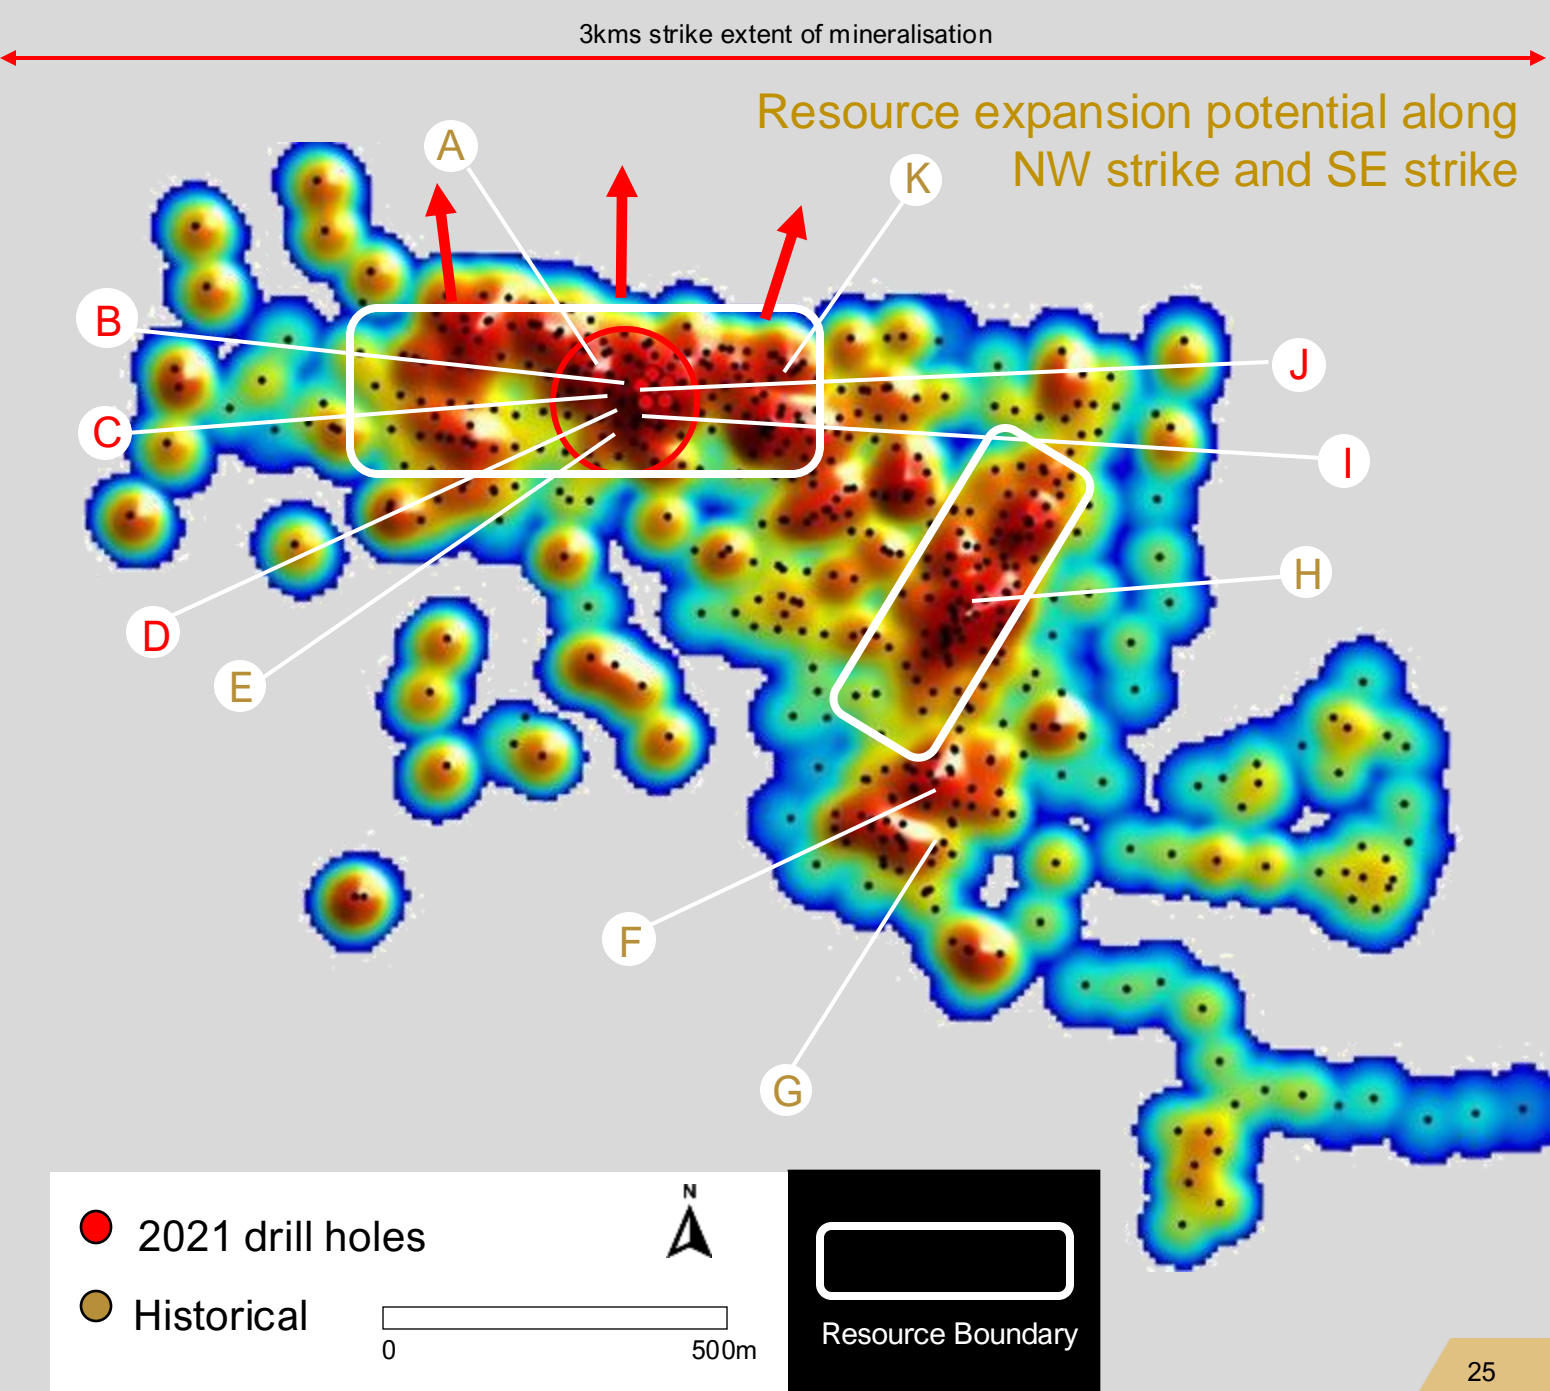 3kms strike extent of mineralisation
Resource expansion potential along
NW strike and SE strike
A
K
B
J
C
I
H
D
E
F
G
N
2021 drill holes
Historical
0 500m
Resource Boundary
25